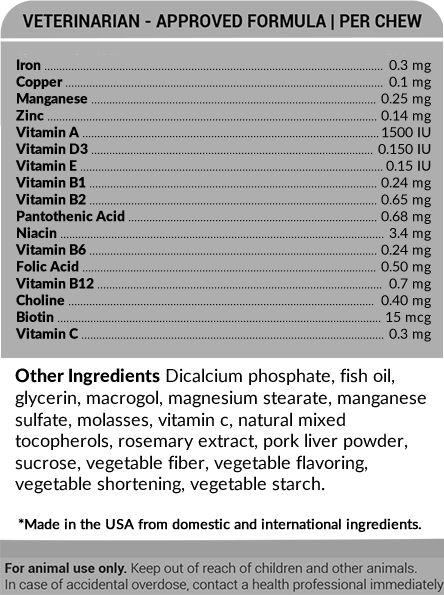 VETERINARIAN - APPROVED FORMULA | PER CHEW
Iron 0.3 mg
Copper 0.1 mg
Manganese 0.25 mg
Zinc 0.14 mg
Vitamin A 1500 IU
Vitamin D3 0.150 IU
Vitamin E 0.15 IU
Vitamin B1 0.24 mg
Vitamin B2 0.65 mg
Pantothenic Acid 0.68 mg
Niacin 3.4 mg
Vitamin B6 0.24 mg
Folic Acid 0.50 mg
Vitamin B12 0.7 mg
Choline 0.40 mg
Biotin 15 mcg
Vitamin C 0.3 mg
Other Ingredients Dicalcium phosphate, fish oil,
glycerin, macrogol, magnesium stearate, manganese
sulfate, molasses, vitamin c, natural mixed
tocopherols, rosemary extract, pork liver powder,
sucrose, vegetable fiber, vegetable flavoring,
vegetable shortening, vegetable starch.
*Made in the USA from domestic and international ingredients.
For animal use only. Keep out of reach of children and other animals.
In case of accidental overdose, contact a health professional immediately